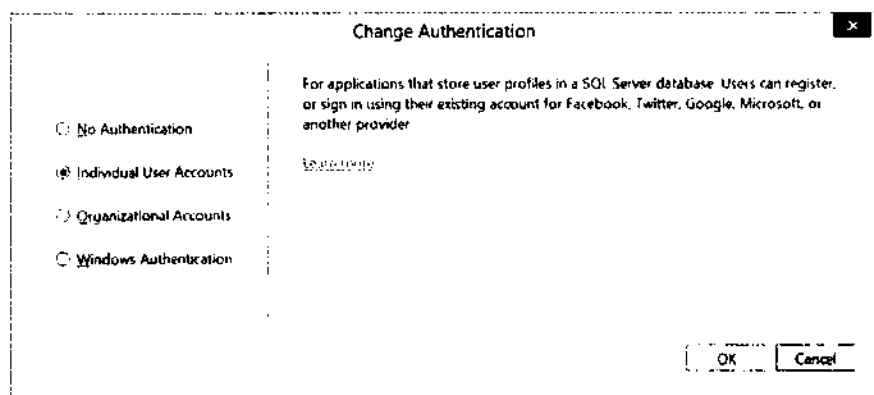 Change Authentication
For applications that store user profiles in a SQL Server database. Users can register,
or sign in using their existing account for Facebook, Twitter, Google, Microsoft, or
another provider
Learn more
No Authentication
Individual User Accounts
Organizational Accounts
Windows Authentication
OK Cancel